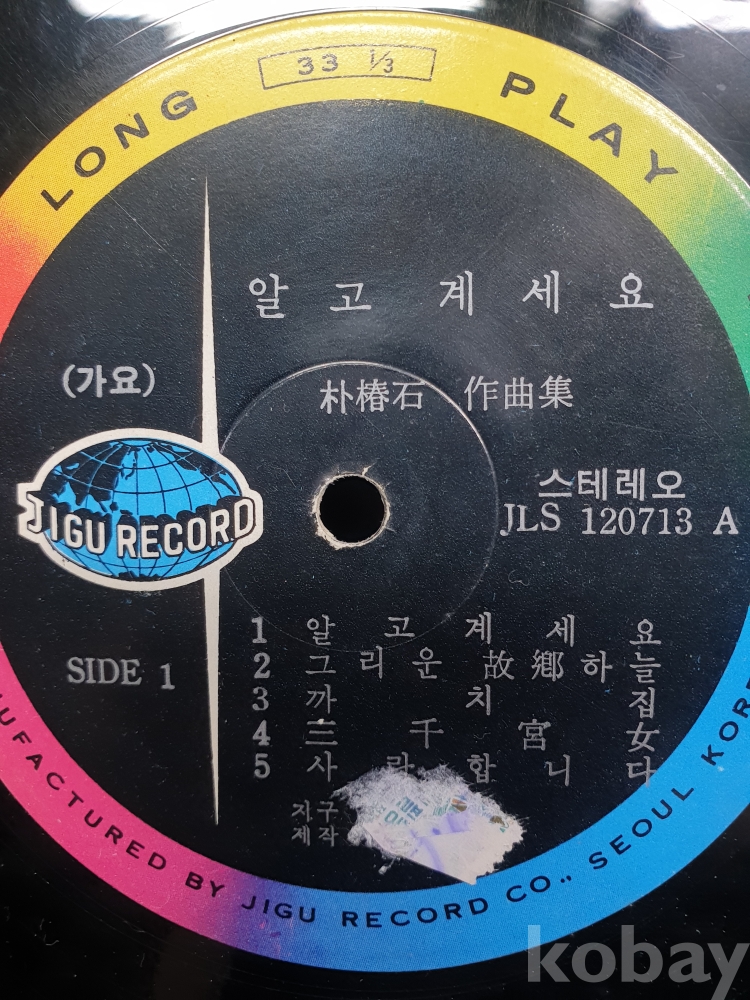 33 ⅓
LONG PLAY
알고계세요
(가요)
朴椿石 作曲集
스테레오
JLS 120713 A
JIGU RECORD
SIDE 1
1 알고계세요
2 그리운 故鄕하늘
3 까치집
4 三千宮女
5 사랑합니다
지구
제작
UFACTURED BY JIGU RECORD CO., SEOUL KORE
kobay